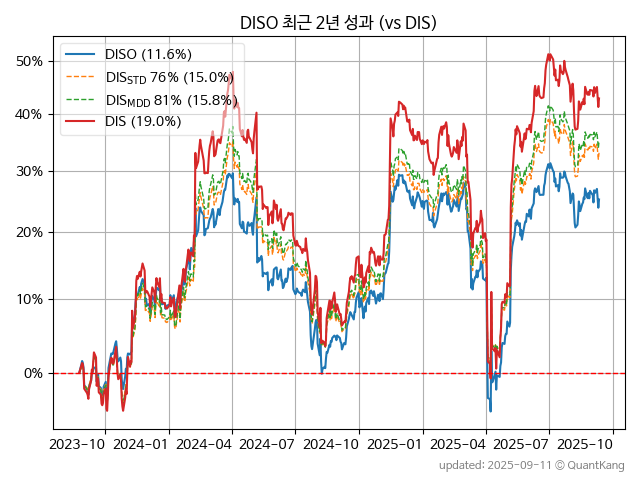 DISO 최근 2년 성과 (vs DIS)
DISO (11.6%)
DIS_STD 76% (15.0%)
DIS_MDD 81% (15.8%)
DIS (19.0%)
50%
40%
30%
20%
10%
0%
2023-10 2024-01 2024-04 2024-07 2024-10 2025-01 2025-04 2025-07 2025-10
updated: 2025-09-11 © QuantKang